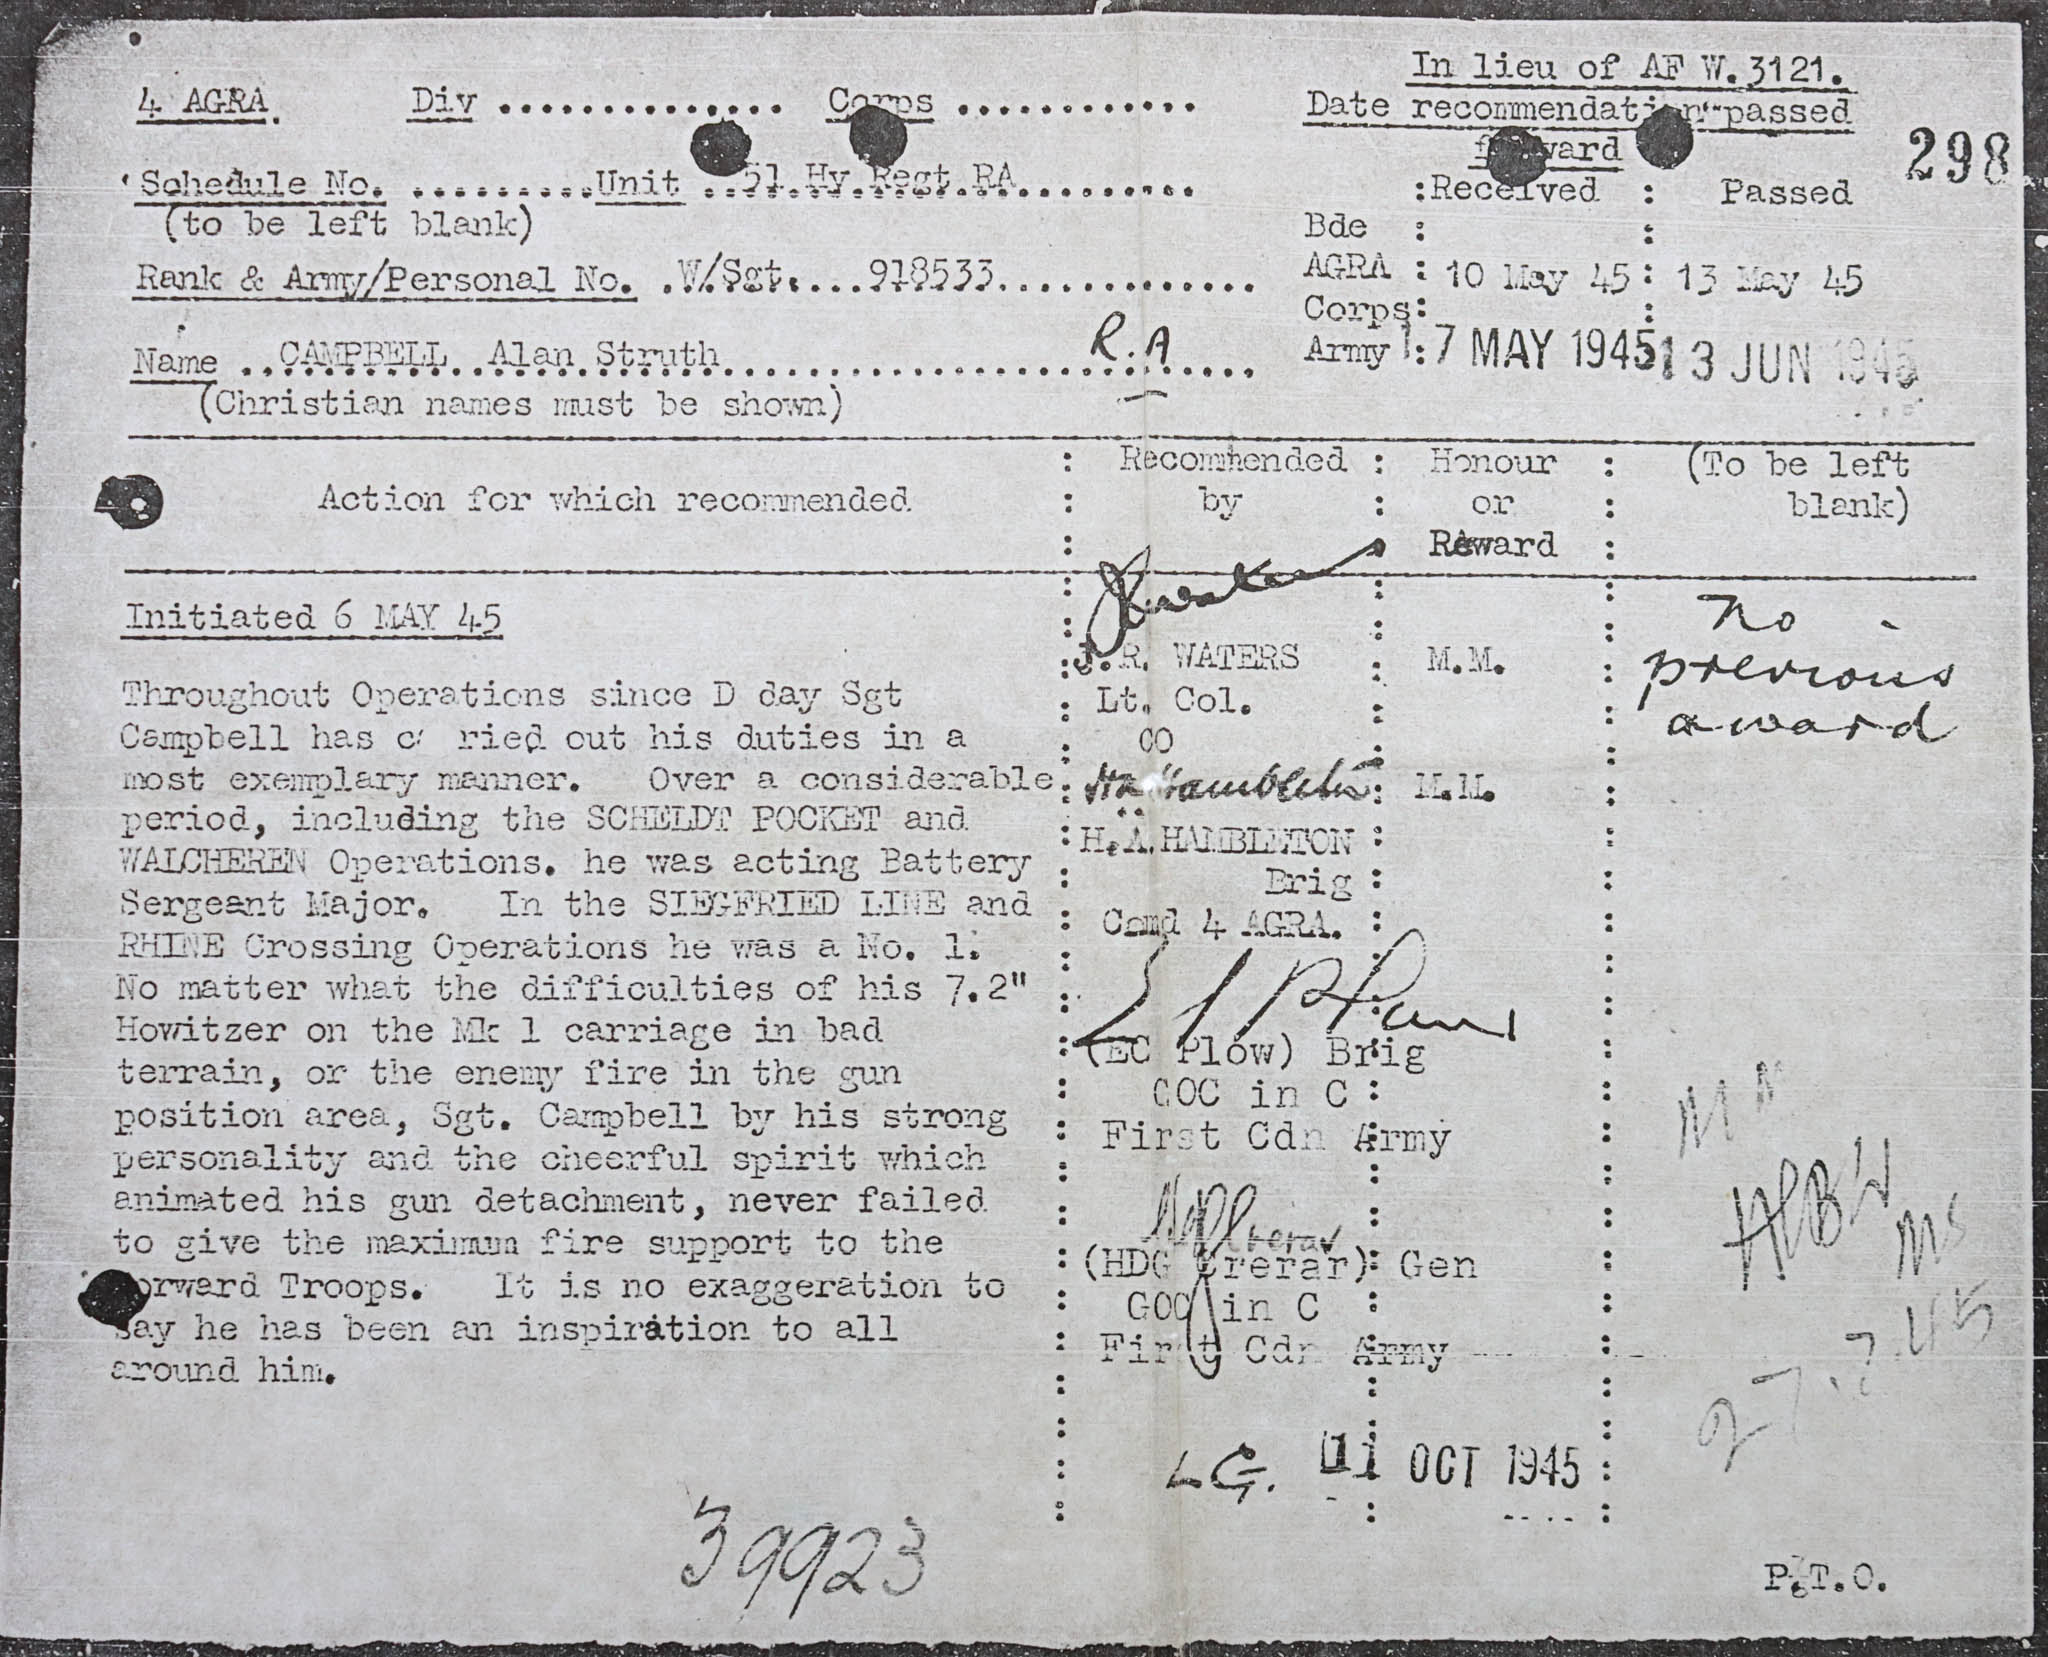 In lieu of AF W.3121.
4 AGRA. Div .............. Corps ............
Date recommendation passed
forward
298
Schedule No. .........Unit ..51 Hy Regt RA.........
:Received : Passed
(to be left blank)
Bde : :
Rank & Army/Personal No. .W/Sgt....918533.............
AGRA : 10 May 45: 13 May 45
Corps: :
Name ..CAMPBELL Alan Struth.................. R.A
Army : 17 MAY 1945 13 JUN 1945
(Christian names must be shown)
Action for which recommended
Recommended
by
Honour
or
Reward
(To be left
blank)
Initiated 6 MAY 45
Throughout Operations since D day Sgt
Campbell has c ried out his duties in a
most exemplary manner. Over a considerable
period, including the SCHELDT POCKET and
WALCHEREN Operations. he was acting Battery
Sergeant Major. In the SIEGFRIED LINE and
RHINE Crossing Operations he was a No. 1.
No matter what the difficulties of his 7.2"
Howitzer on the Mk 1 carriage in bad
terrain, or the enemy fire in the gun
position area, Sgt. Campbell by his strong
personality and the cheerful spirit which
animated his gun detachment, never failed
to give the maximum fire support to the
Forward Troops. It is no exaggeration to
say he has been an inspiration to all
around him.
J.R. WATERS
Lt. Col.
CO
M.M.
HA Hambleton
M.M.
H.A.HAMBLETON
Brig
Comd 4 AGRA.
(EC Plow) Brig
GOC in C
First Cdn Army
HDG Crerar
(HDG Crerar) Gen
GOC in C
First Cdn Army
L.G. 11 OCT 1945
No
previous
award
MM
MS
27.7.45
39923
P.T.O.